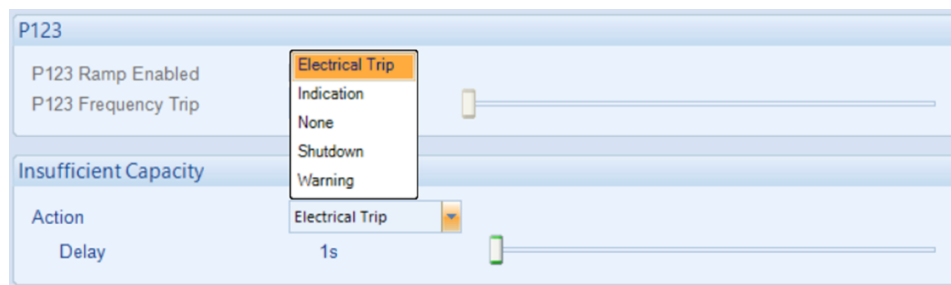 P123
P123 Ramp Enabled
P123 Frequency Trip
Electrical Trip
Indication
None
Shutdown
Warning
Insufficient Capacity
Action Electrical Trip
Delay 1s